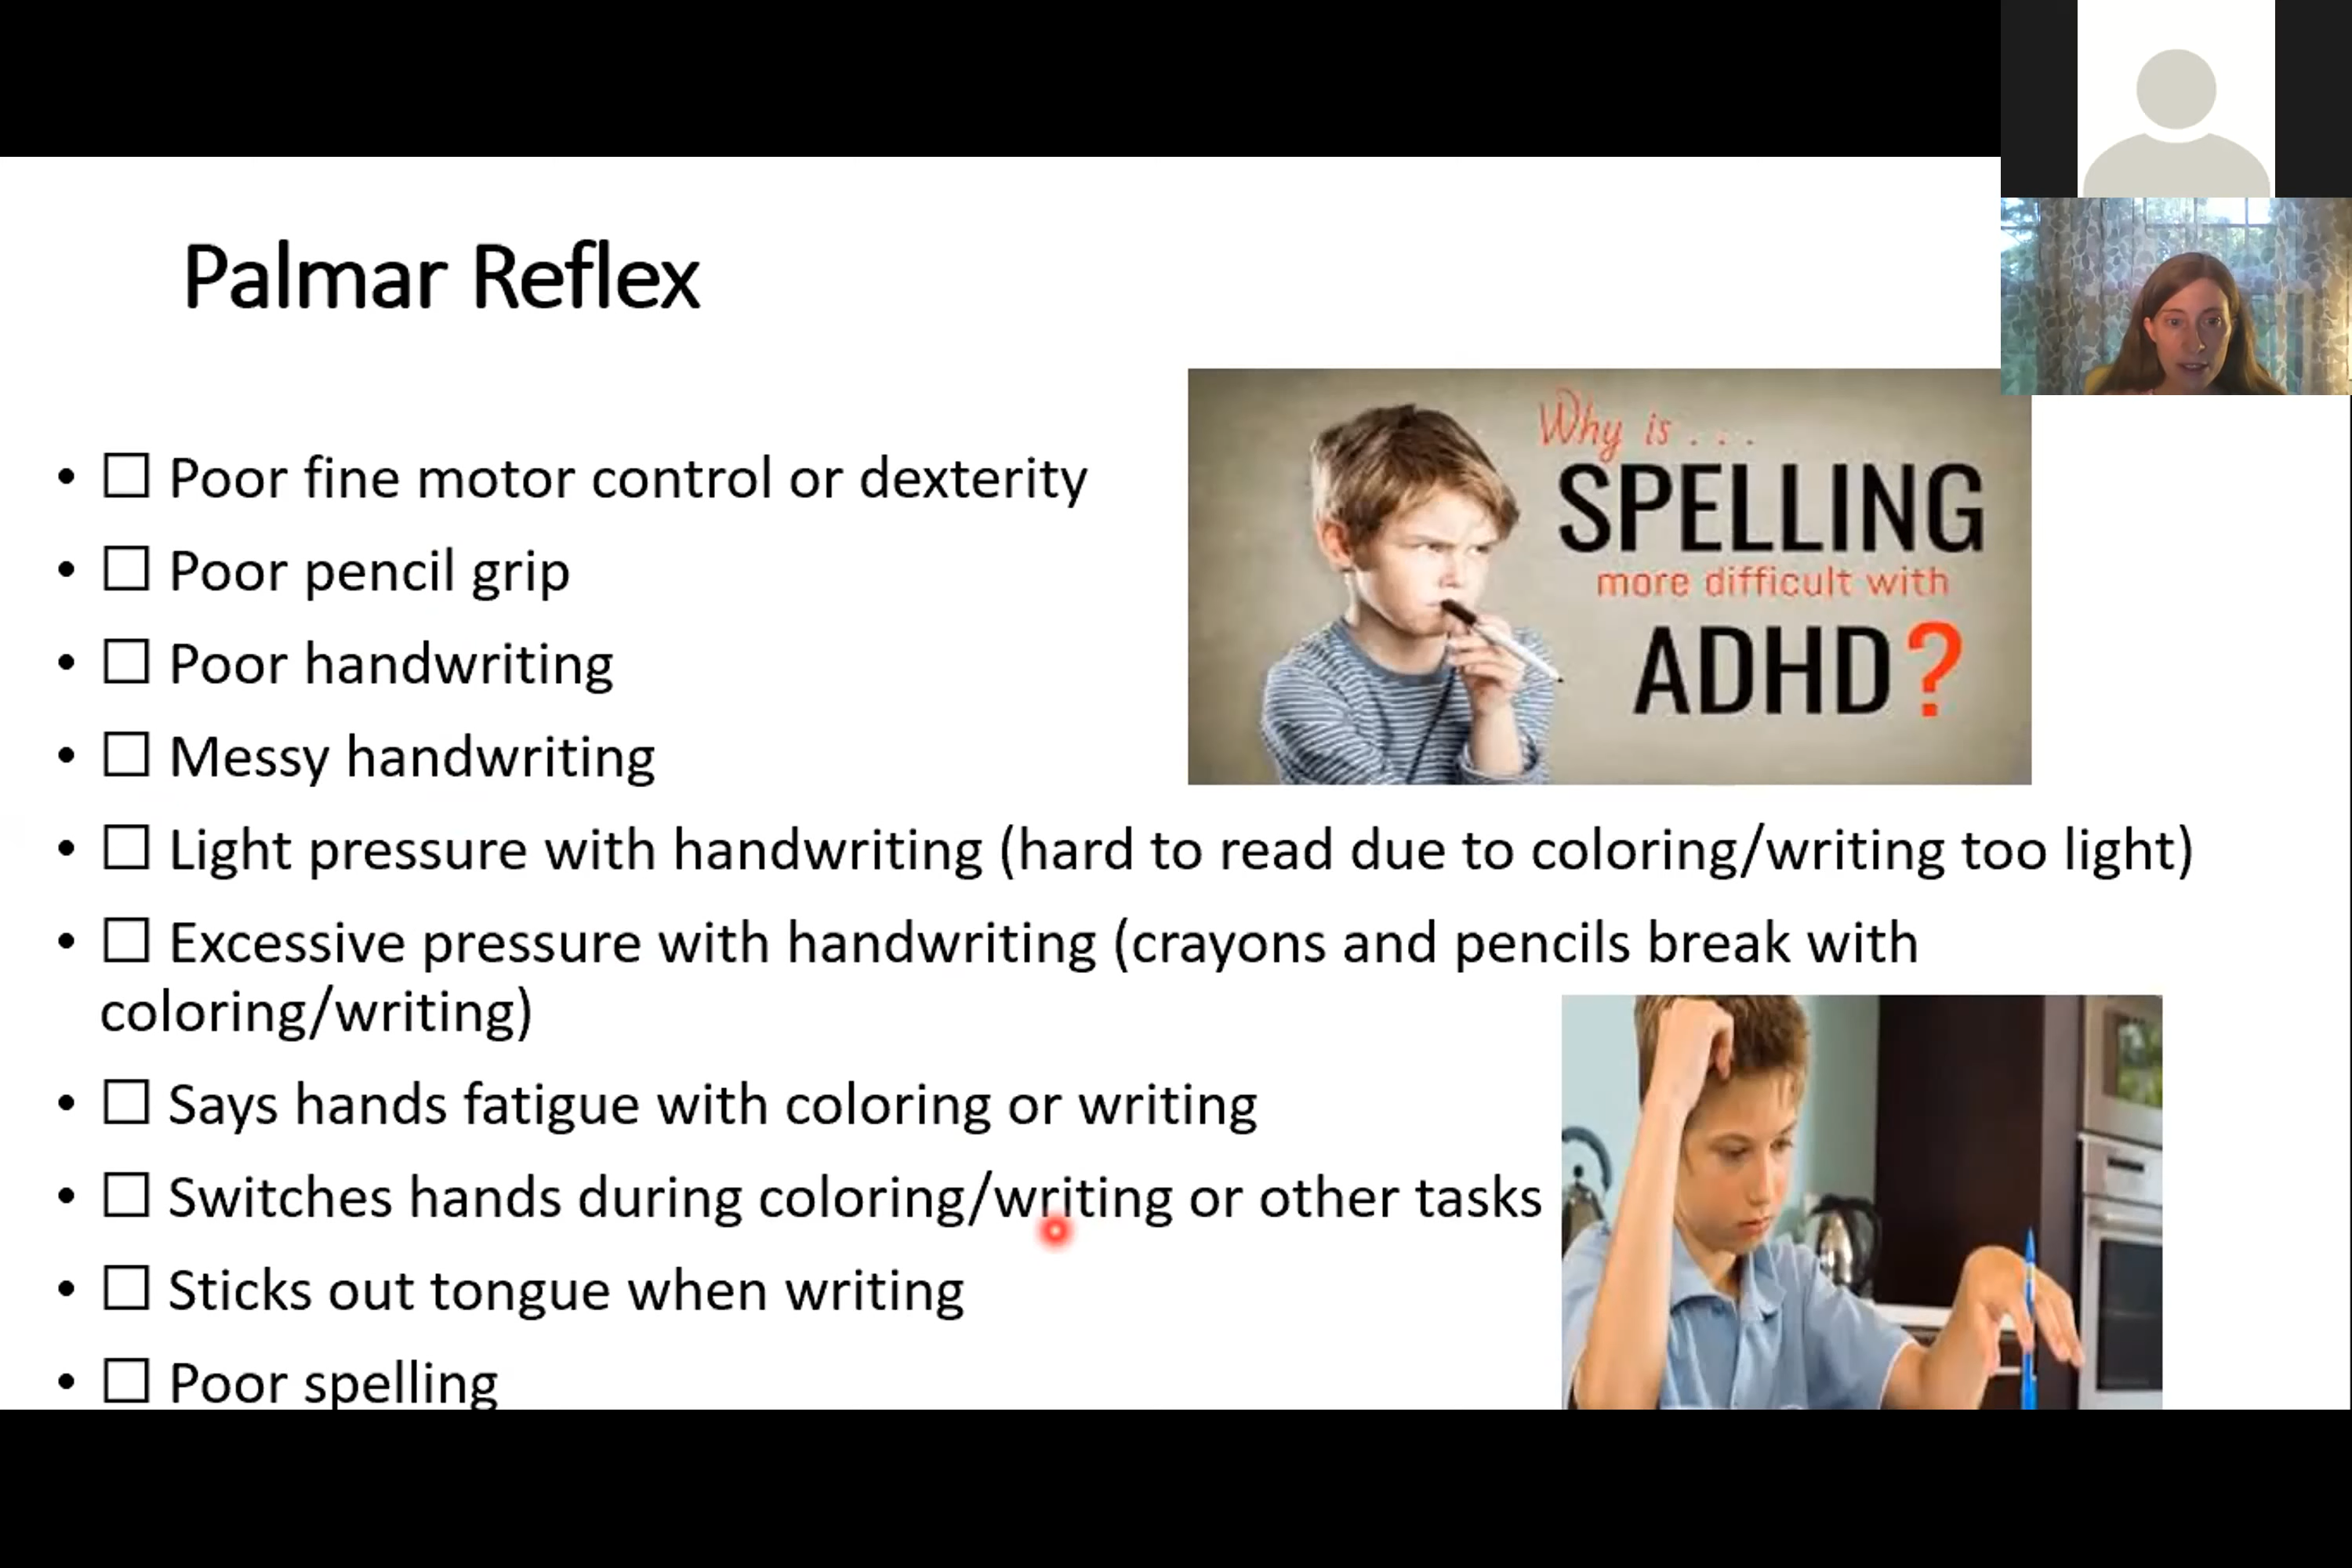 Palmar Reflex
• ☐ Poor fine motor control or dexterity
• ☐ Poor pencil grip
• ☐ Poor handwriting
• ☐ Messy handwriting
• ☐ Light pressure with handwriting (hard to read due to coloring/writing too light)
• ☐ Excessive pressure with handwriting (crayons and pencils break with
coloring/writing)
• ☐ Says hands fatigue with coloring or writing
• ☐ Switches hands during coloring/writing or other tasks
• ☐ Sticks out tongue when writing
• ☐ Poor spelling
Why is . . .
SPELLING
more difficult with
ADHD?